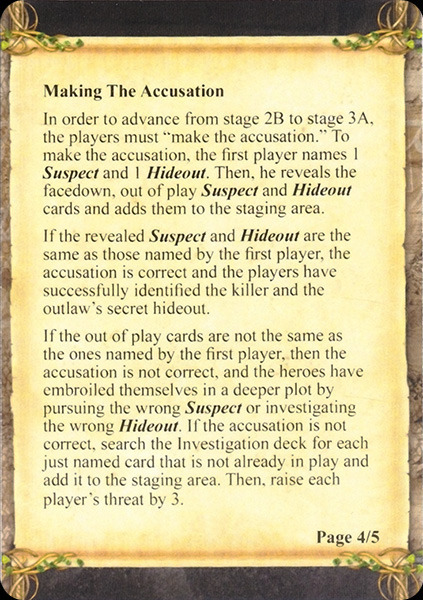 Making The Accusation
In order to advance from stage 2B to stage 3A,
the players must “make the accusation.” To
make the accusation, the first player names 1
Suspect and 1 Hideout. Then, he reveals the
facedown, out of play Suspect and Hideout
cards and adds them to the staging area.
If the revealed Suspect and Hideout are the
same as those named by the first player, the
accusation is correct and the players have
successfully identified the killer and the
outlaw’s secret hideout.
If the out of play cards are not the same as
the ones named by the first player, then the
accusation is not correct, and the heroes have
embroiled themselves in a deeper plot by
pursuing the wrong Suspect or investigating
the wrong Hideout. If the accusation is not
correct, search the Investigation deck for each
just named card that is not already in play and
add it to the staging area. Then, raise each
player’s threat by 3.
Page 4/5